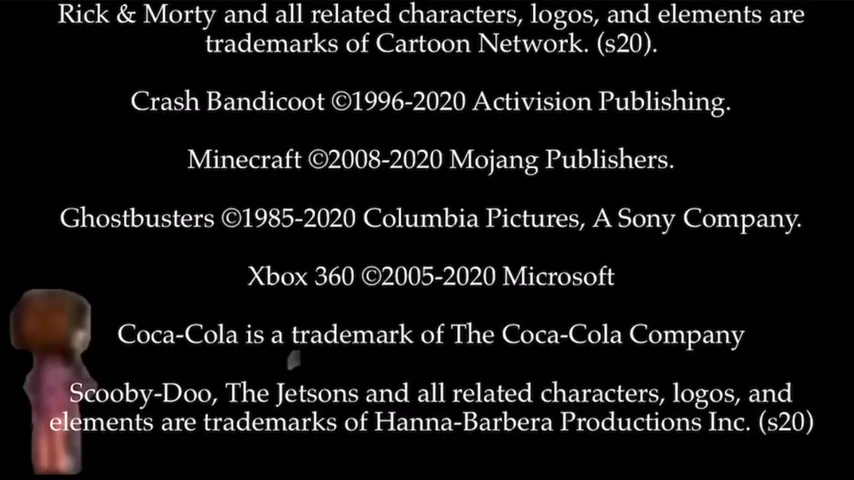 Rick & Morty and all related characters, logos, and elements are
trademarks of Cartoon Network. (s20).
Crash Bandicoot ©1996-2020 Activision Publishing.
Minecraft ©2008-2020 Mojang Publishers.
Ghostbusters ©1985-2020 Columbia Pictures, A Sony Company.
Xbox 360 ©2005-2020 Microsoft
Coca-Cola is a trademark of The Coca-Cola Company
Scooby-Doo, The Jetsons and all related characters, logos, and
elements are trademarks of Hanna-Barbera Productions Inc. (s20)